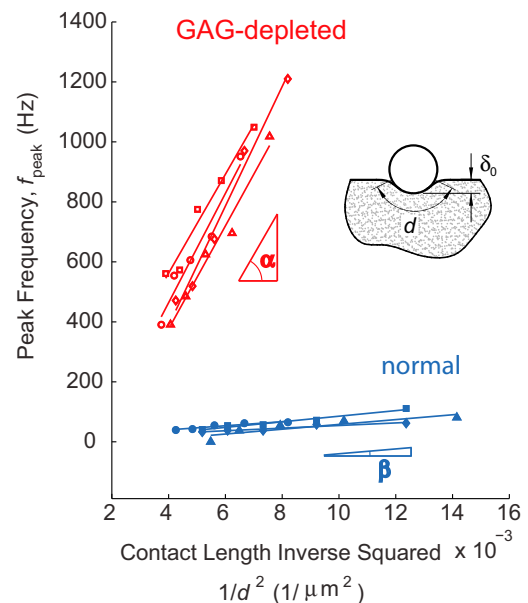 GAG-depleted
1400
1200
1000
800
600
400
200
0
Peak Frequency, f peak (Hz)
α
δ0
d
normal
β
2 4 6 8 10 12 14 16
Contact Length Inverse Squared x 10⁻³
1/d² (1/μm²)